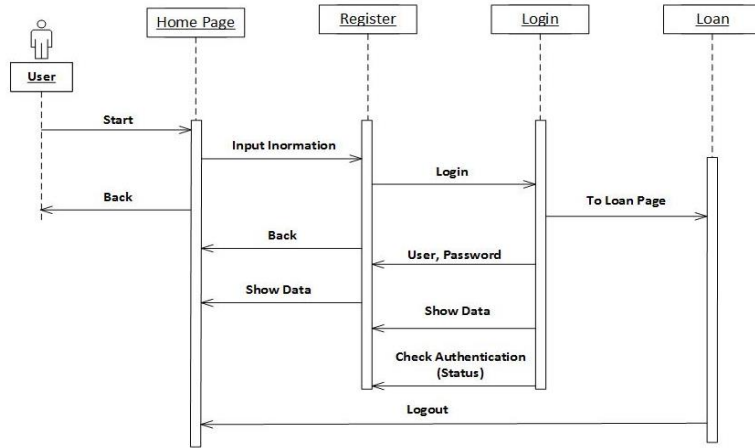 Home Page
Register
Login
Loan
User
Start
Input Inormation
Login
Back
To Loan Page
Back
User, Password
Show Data
Show Data
Check Authentication
(Status)
Logout